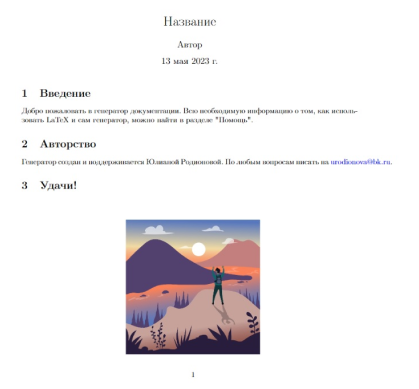 Название
Автор
13 мая 2023 г.
1 Введение
Добро пожаловать в генератор документации. Всю необходимую информацию о том, как исполь-
зовать LaTeX и сам генератор, можно найти в разделе "Помощь".
2 Авторство
Генератор создан и поддерживается Юлианой Родионовой. По любым вопросам писать на urodionova@bk.ru.
3 Удачи!
1